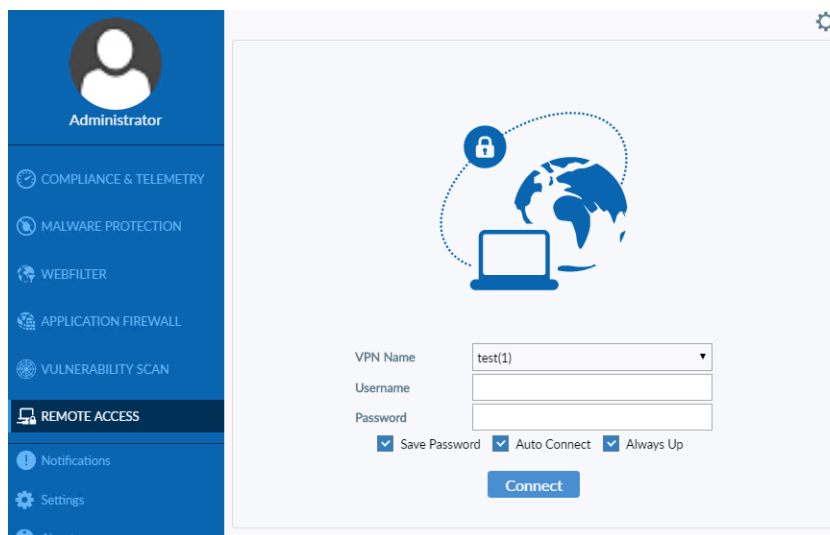 Administrator
COMPLIANCE & TELEMETRY
MALWARE PROTECTION
WEBFILTER
APPLICATION FIREWALL
VULNERABILITY SCAN
REMOTE ACCESS
Notifications
Settings
VPN Name
test(1)
Username
Password
Save Password
Auto Connect
Always Up
Connect